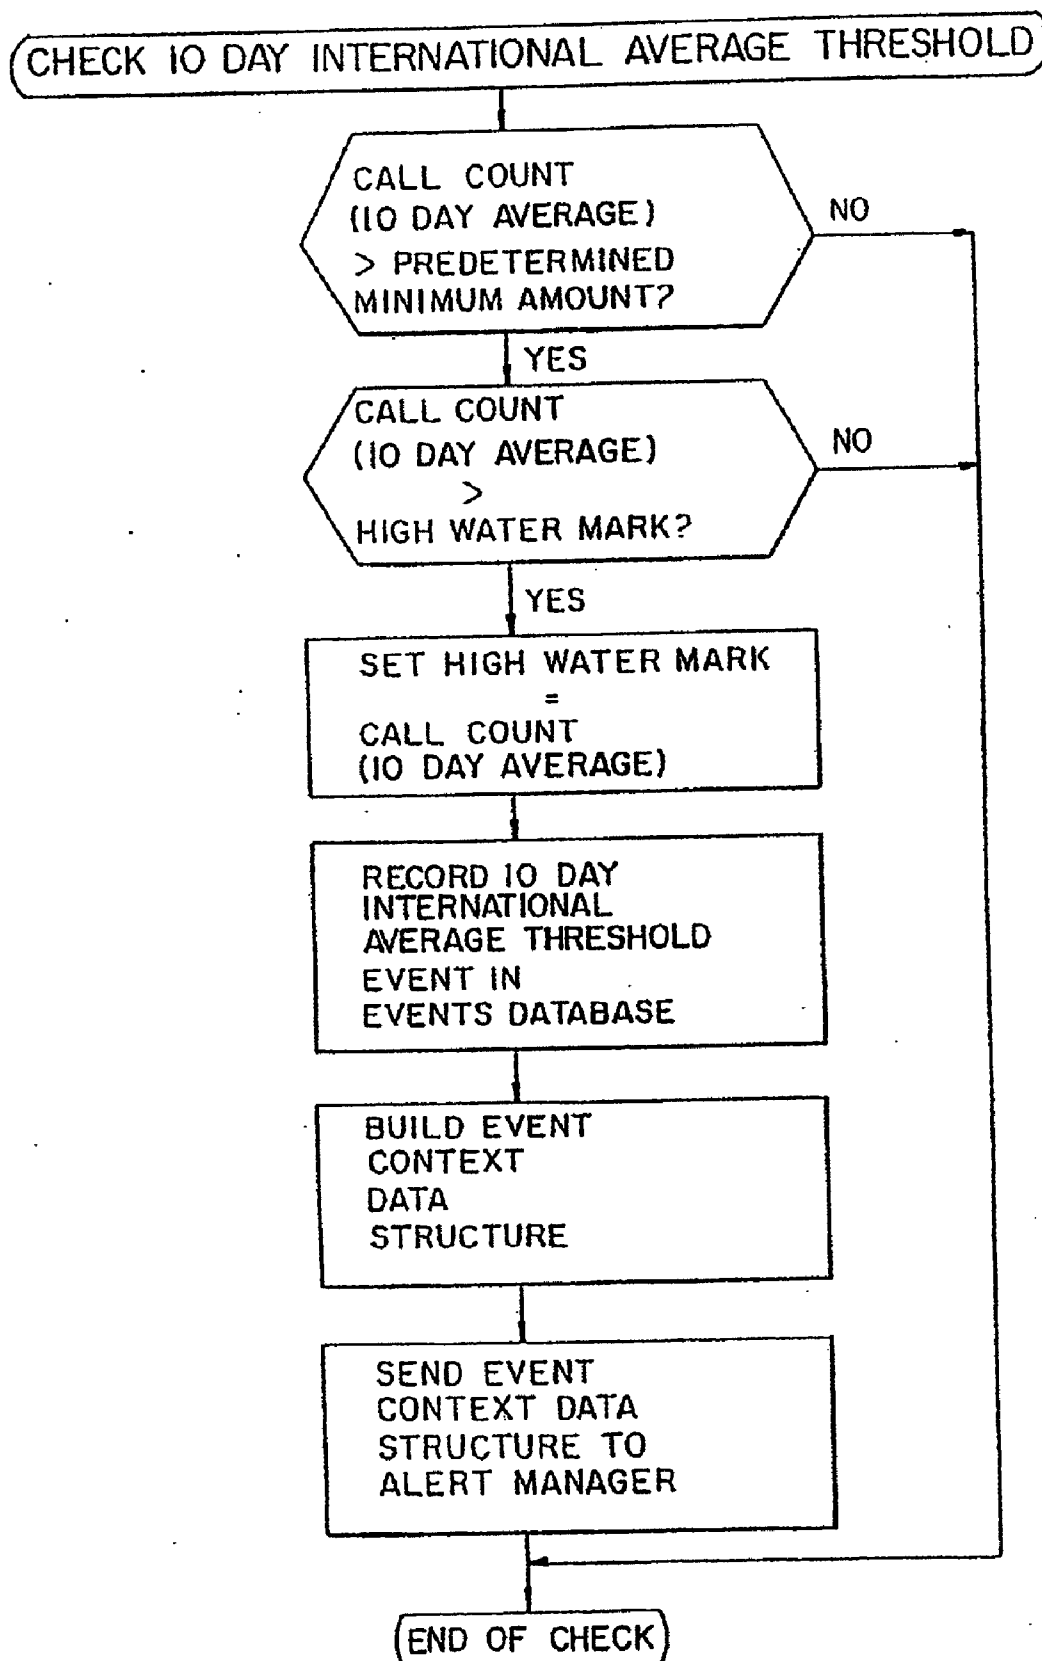 CHECK 10 DAY INTERNATIONAL AVERAGE THRESHOLD
CALL COUNT
(10 DAY AVERAGE)
> PREDETERMINED
MINIMUM AMOUNT?
NO
YES
CALL COUNT
(10 DAY AVERAGE)
>
HIGH WATER MARK?
NO
YES
SET HIGH WATER MARK
=
CALL COUNT
(10 DAY AVERAGE)
RECORD 10 DAY
INTERNATIONAL
AVERAGE THRESHOLD
EVENT IN
EVENTS DATABASE
BUILD EVENT
CONTEXT
DATA
STRUCTURE
SEND EVENT
CONTEXT DATA
STRUCTURE TO
ALERT MANAGER
END OF CHECK